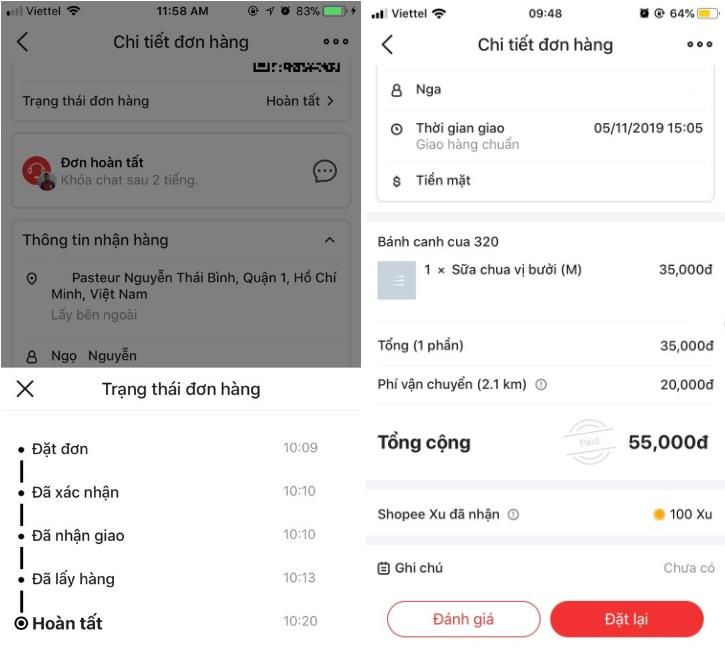 Viettel 11:58 AM 83%
Chi tiết đơn hàng
Trạng thái đơn hàng Hoàn tất >
Đơn hoàn tất
Khóa chat sau 2 tiếng.
Thông tin nhận hàng
Pasteur Nguyễn Thái Bình, Quận 1, Hồ Chí
Minh, Việt Nam
Lấy bên ngoài
Ngọ Nguyễn
Trạng thái đơn hàng
Đặt đơn 10:09
Đã xác nhận 10:10
Đã nhận giao 10:10
Đã lấy hàng 10:13
Hoàn tất 10:20
Viettel 09:48 64%
Chi tiết đơn hàng
Nga
Thời gian giao 05/11/2019 15:05
Giao hàng chuẩn
$ Tiền mặt
Bánh canh cua 320
1 × Sữa chua vị bưởi (M) 35,000đ
Tổng (1 phần) 35,000đ
Phí vận chuyển (2.1 km) 20,000đ
Tổng cộng Paid 55,000đ
Shopee Xu đã nhận 100 Xu
Ghi chú Chưa có
Đánh giá Đặt lại